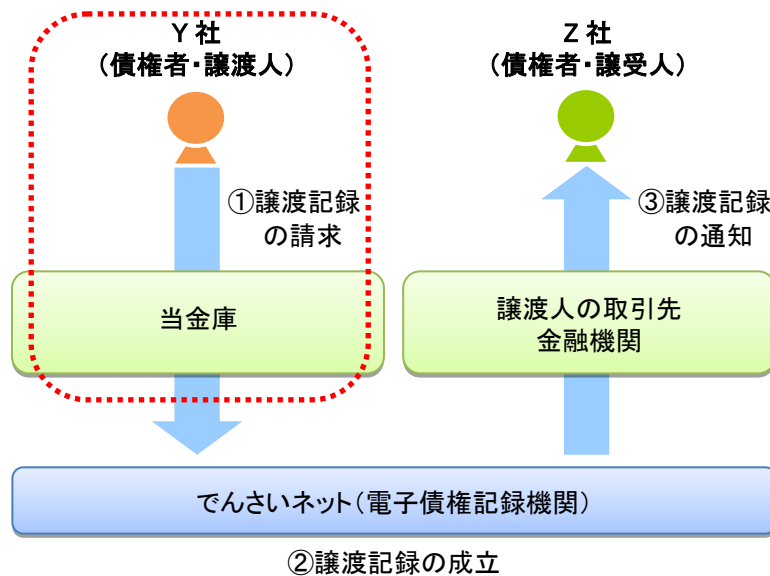 Y 社
(債権者・譲渡人)
Z 社
(債権者・譲受人)
①譲渡記録
の請求
③譲渡記録
の通知
当金庫
譲渡人の取引先
金融機関
でんさいネット(電子債権記録機関)
②譲渡記録の成立